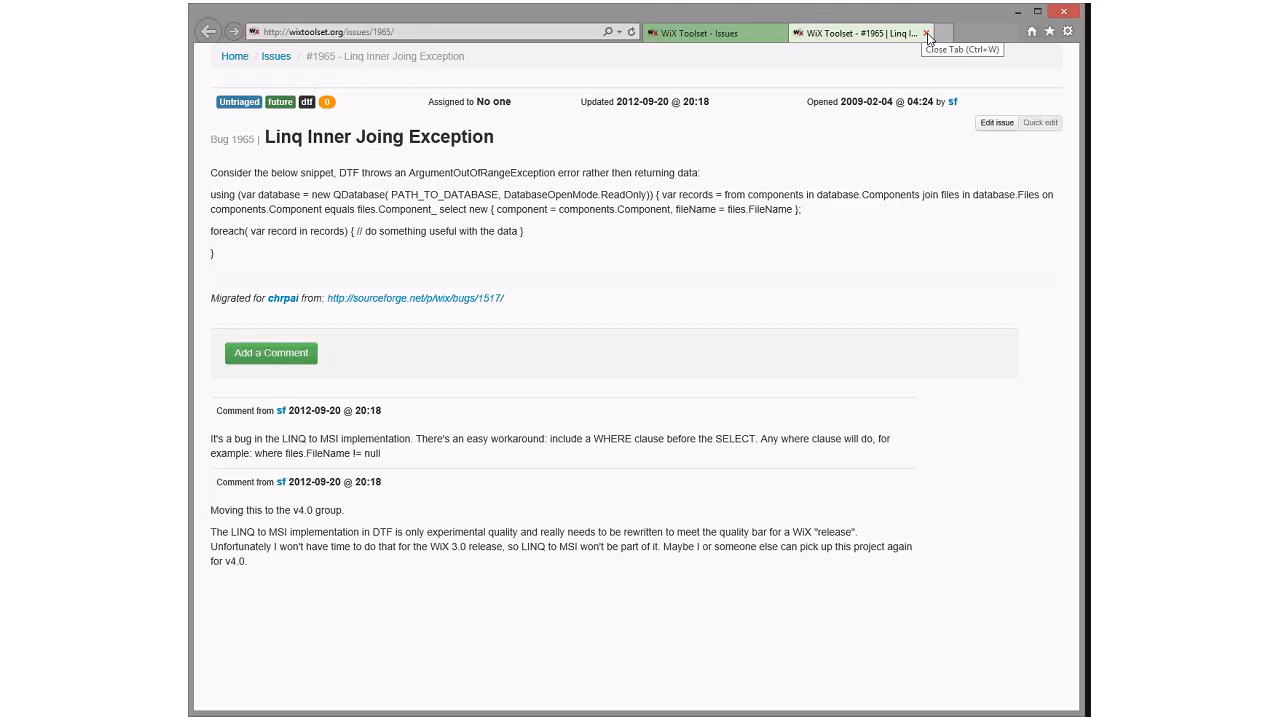 http://wixtoolset.org/issues/1965/
WiX Toolset - Issues
WiX Toolset - #1965 | Linq I...
Close Tab (Ctrl+W)
Home Issues #1965 - Linq Inner Joing Exception
Untriaged future dtf 0 Assigned to No one Updated 2012-09-20 @ 20:18 Opened 2009-02-04 @ 04:24 by sf
Edit issue Quick edit
Bug 1965 | Linq Inner Joing Exception
Consider the below snippet, DTF throws an ArgumentOutOfRangeException error rather then returning data:
using (var database = new QDatabase( PATH_TO_DATABASE, DatabaseOpenMode.ReadOnly)) { var records = from components in database.Components join files in database.Files on
components.Component equals files.Component_ select new { component = components.Component, fileName = files.FileName };
foreach( var record in records) { // do something useful with the data }
}
Migrated for chrpai from: http://sourceforge.net/p/wix/bugs/1517/
Add a Comment
Comment from sf 2012-09-20 @ 20:18
It's a bug in the LINQ to MSI implementation. There's an easy workaround: include a WHERE clause before the SELECT. Any where clause will do, for
example: where files.FileName != null
Comment from sf 2012-09-20 @ 20:18
Moving this to the v4.0 group.
The LINQ to MSI implementation in DTF is only experimental quality and really needs to be rewritten to meet the quality bar for a WiX "release".
Unfortunately I won't have time to do that for the WiX 3.0 release, so LINQ to MSI won't be part of it. Maybe I or someone else can pick up this project again
for v4.0.